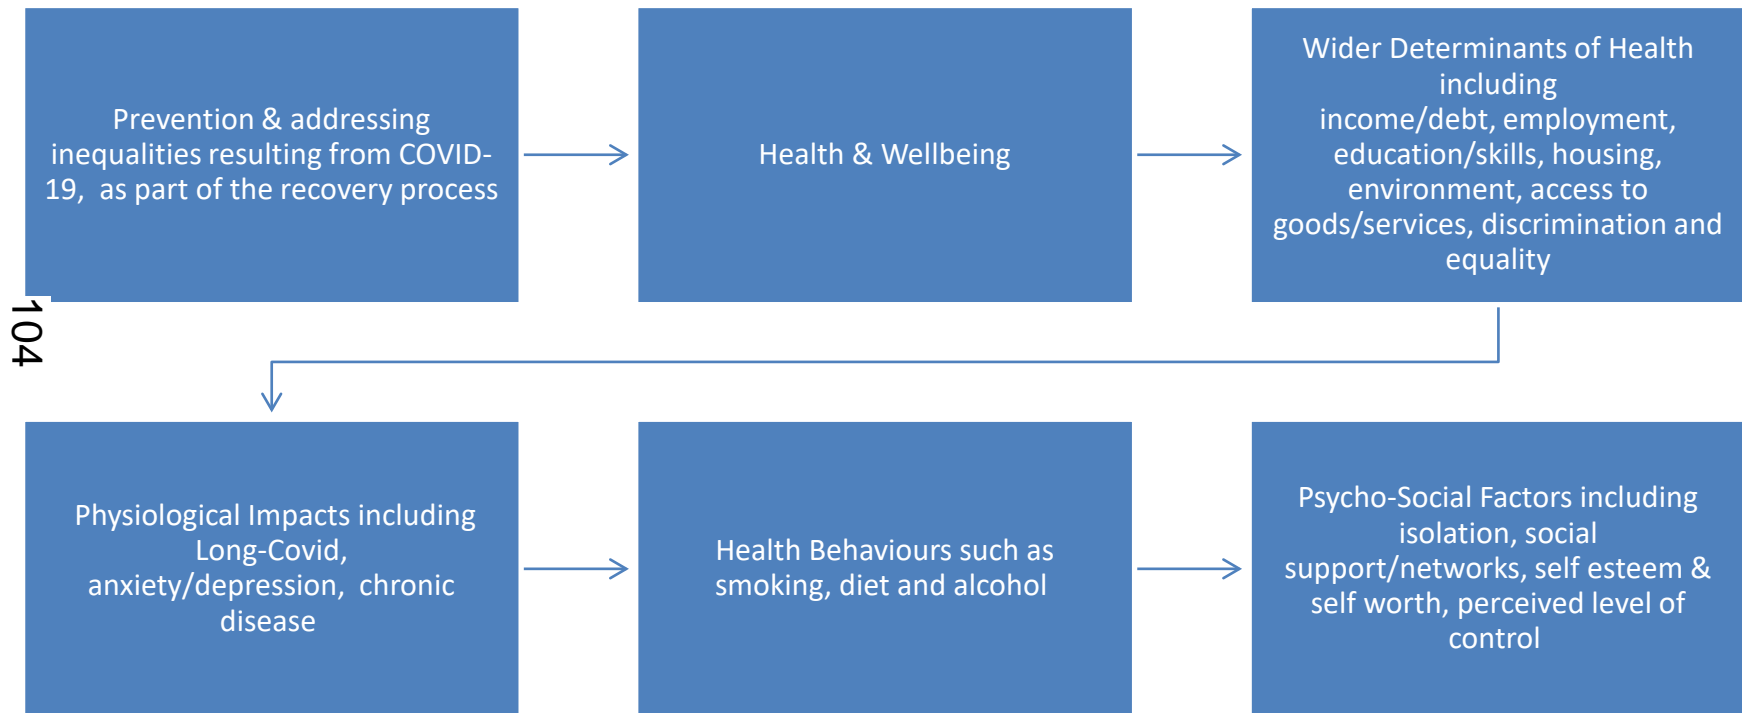 Prevention & addressing
inequalities resulting from COVID-
19, as part of the recovery process
Health & Wellbeing
Wider Determinants of Health
including
income/debt, employment,
education/skills, housing,
environment, access to
goods/services, discrimination and
equality
104
Physiological Impacts including
Long-Covid,
anxiety/depression, chronic
disease
Health Behaviours such as
smoking, diet and alcohol
Psycho-Social Factors including
isolation, social
support/networks, self esteem &
self worth, perceived level of
control